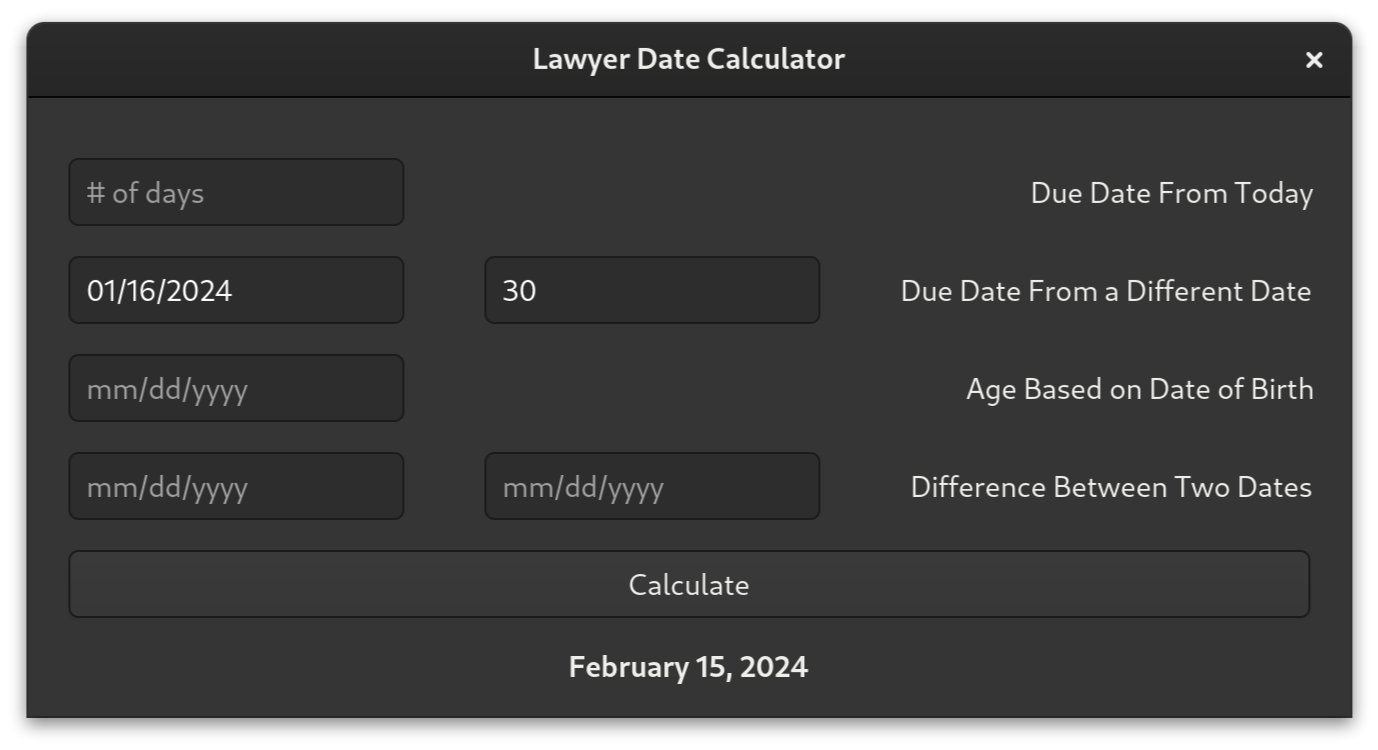 Lawyer Date Calculator ×
# of days Due Date From Today
01/16/2024 30 Due Date From a Different Date
mm/dd/yyyy Age Based on Date of Birth
mm/dd/yyyy mm/dd/yyyy Difference Between Two Dates
Calculate
February 15, 2024